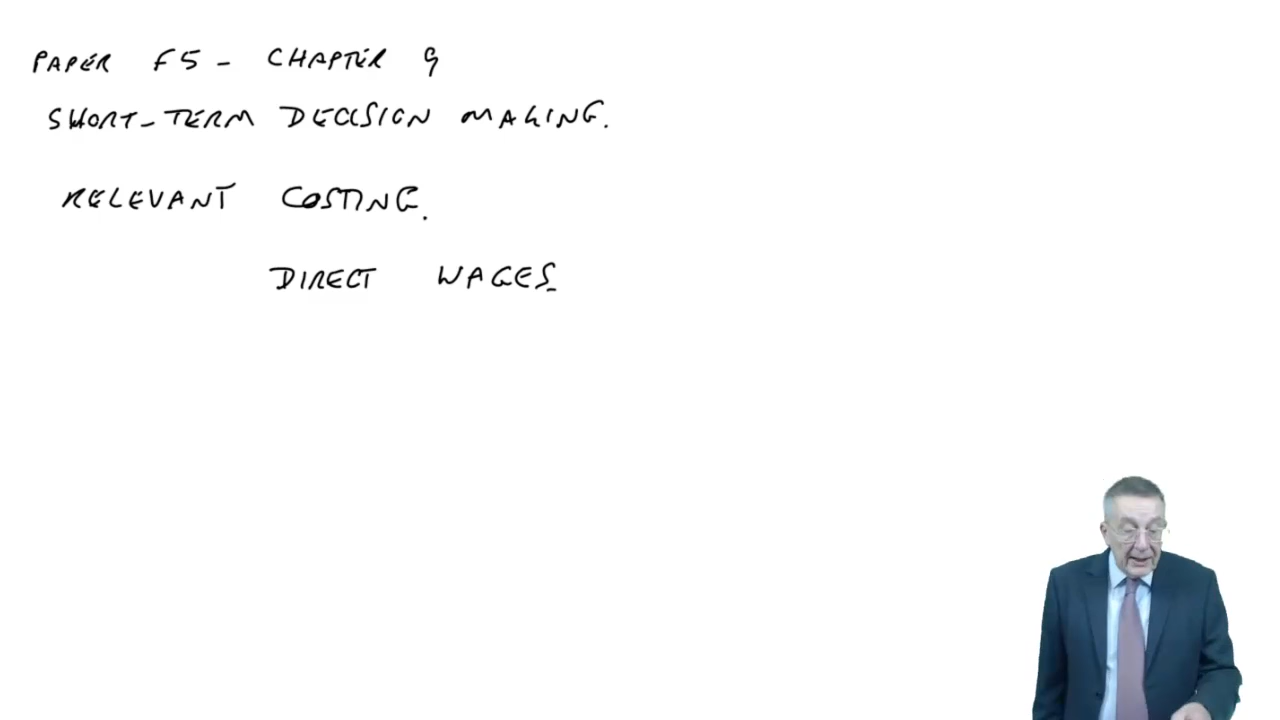 PAPER F5 - CHAPTER 9
SHORT-TERM DECISION MAKING.
RELEVANT COSTING.
DIRECT WAGES